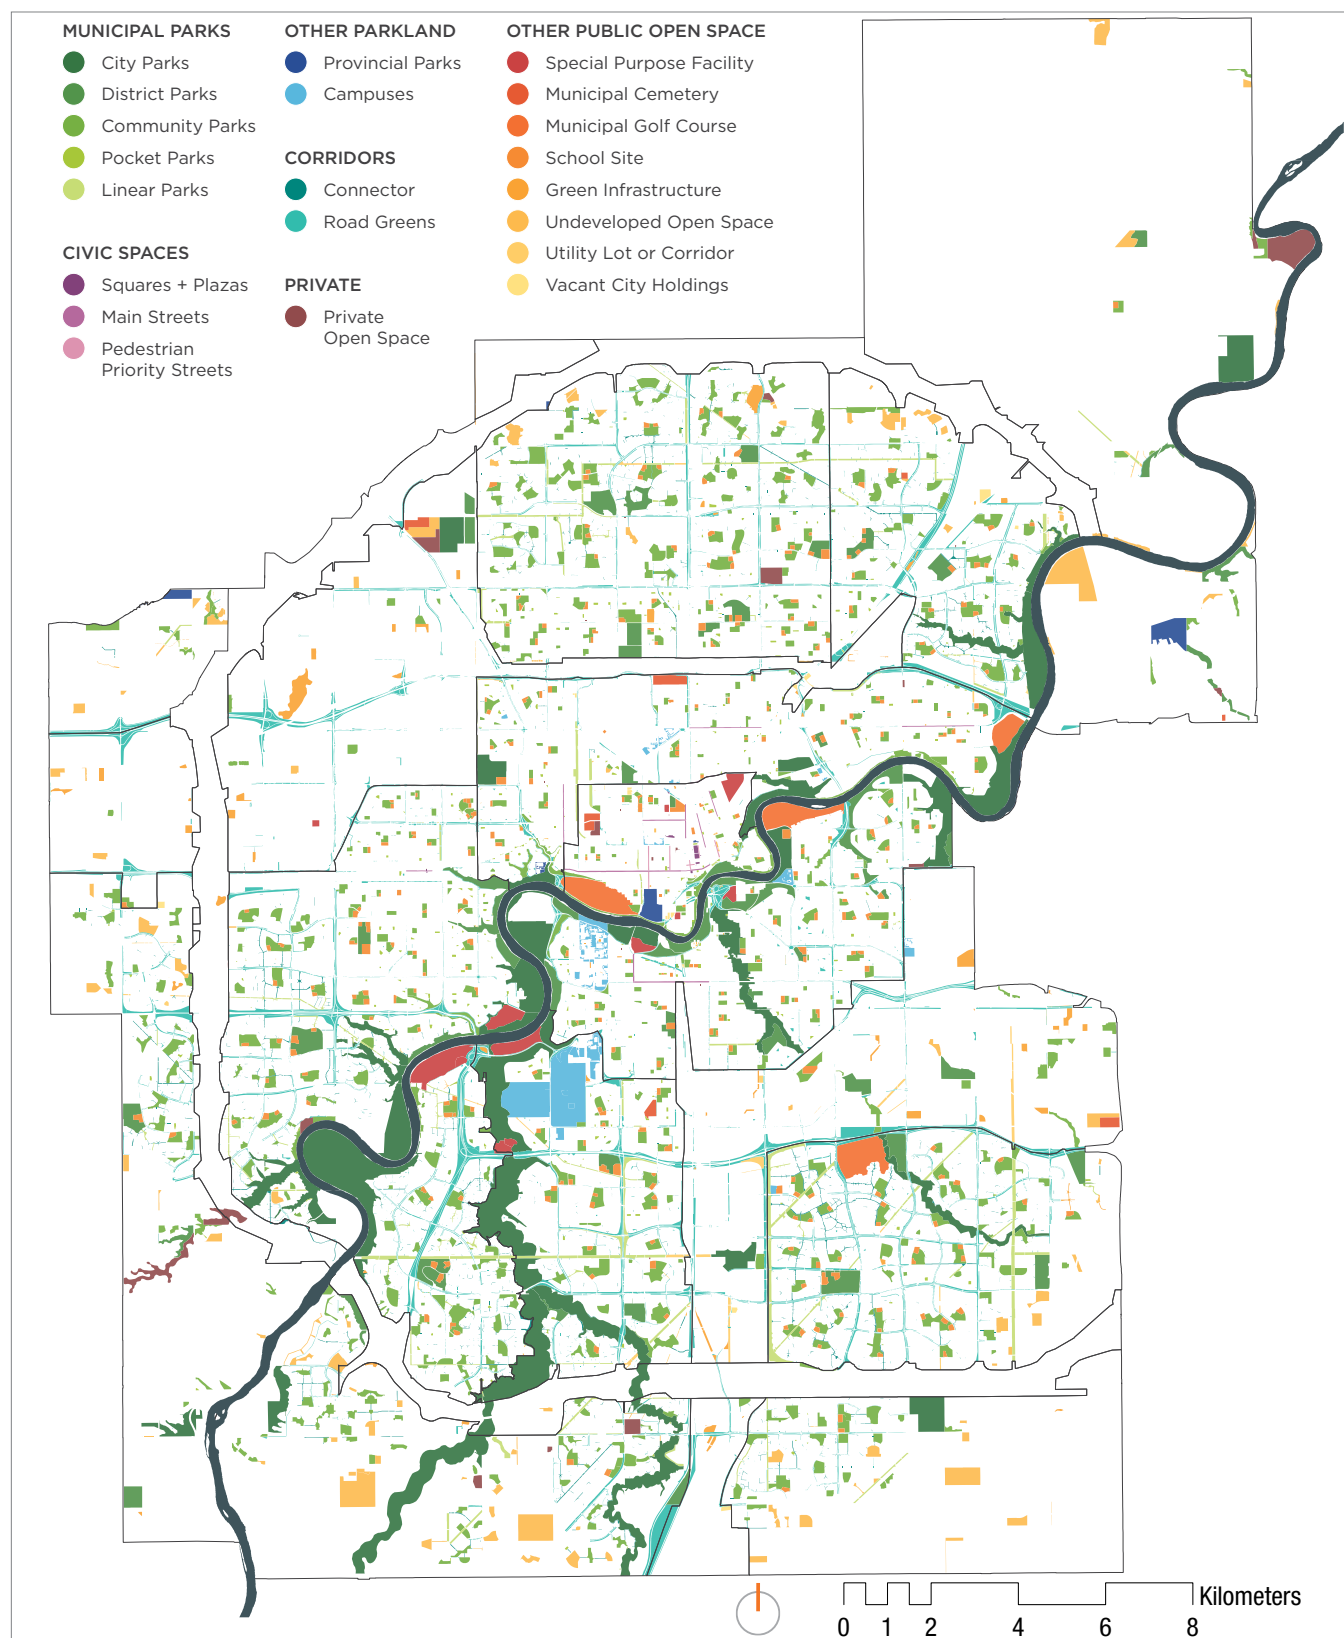 MUNICIPAL PARKS
City Parks
District Parks
Community Parks
Pocket Parks
Linear Parks
CIVIC SPACES
Squares + Plazas
Main Streets
Pedestrian
Priority Streets
OTHER PARKLAND
Provincial Parks
Campuses
CORRIDORS
Connector
Road Greens
PRIVATE
Private
Open Space
OTHER PUBLIC OPEN SPACE
Special Purpose Facility
Municipal Cemetery
Municipal Golf Course
School Site
Green Infrastructure
Undeveloped Open Space
Utility Lot or Corridor
Vacant City Holdings
Kilometers
0 1 2 4 6 8